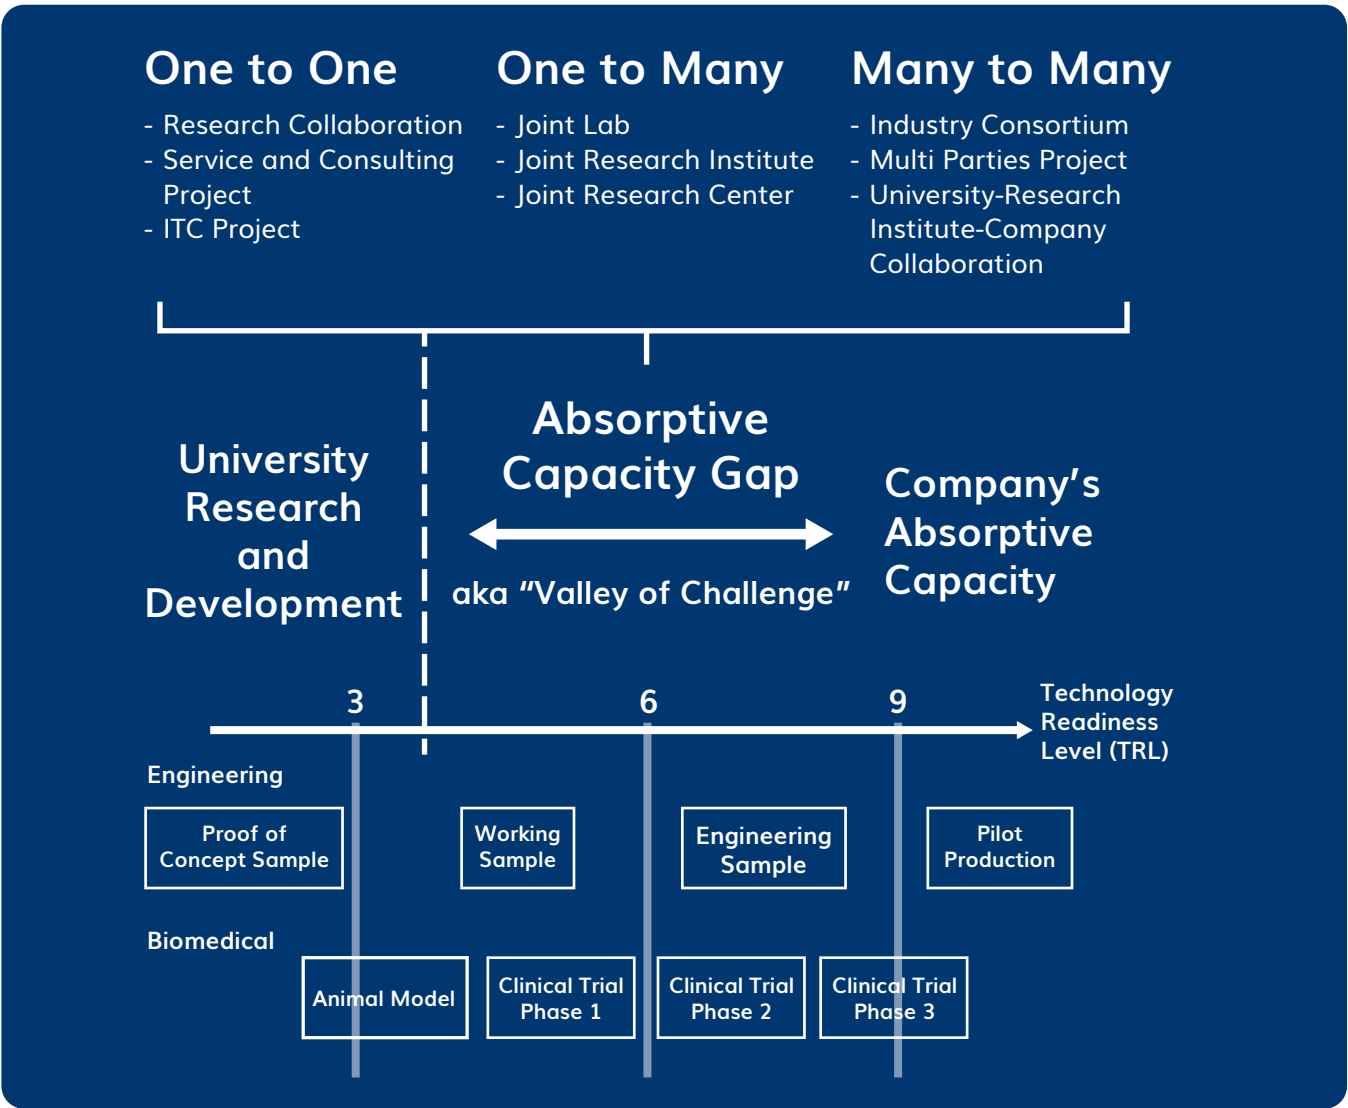 One to One
- Research Collaboration
- Service and Consulting
Project
- ITC Project
One to Many
- Joint Lab
- Joint Research Institute
- Joint Research Center
Many to Many
- Industry Consortium
- Multi Parties Project
- University-Research
Institute-Company
Collaboration
University
Research
and
Development
Absorptive
Capacity Gap
aka “Valley of Challenge”
Company’s
Absorptive
Capacity
3
6
9
Technology
Readiness
Level (TRL)
Engineering
Proof of
Concept Sample
Working
Sample
Engineering
Sample
Pilot
Production
Biomedical
Animal Model
Clinical Trial
Phase 1
Clinical Trial
Phase 2
Clinical Trial
Phase 3